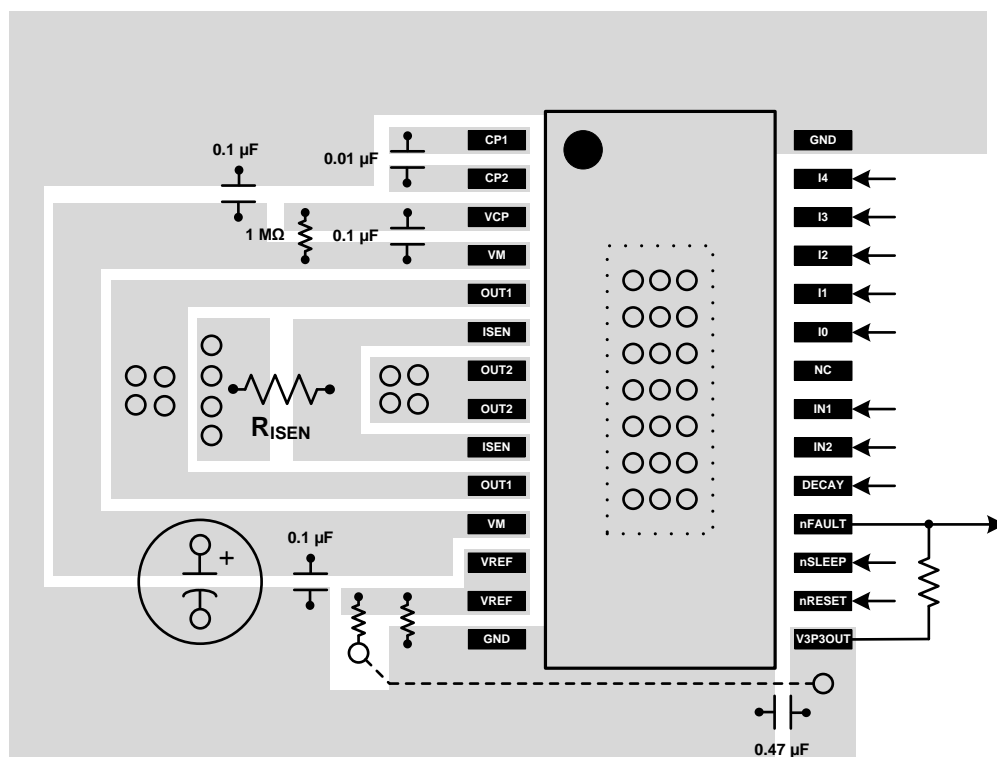 CP1
GND
0.1 µF
0.01 µF
CP2
I4
VCP
I3
1 MΩ
0.1 µF
VM
I2
OUT1
I1
ISEN
I0
OUT2
NC
RISEN
OUT2
IN1
ISEN
IN2
OUT1
DECAY
VM
nFAULT
0.1 µF
+
VREF
nSLEEP
VREF
nRESET
GND
V3P3OUT
0.47 µF